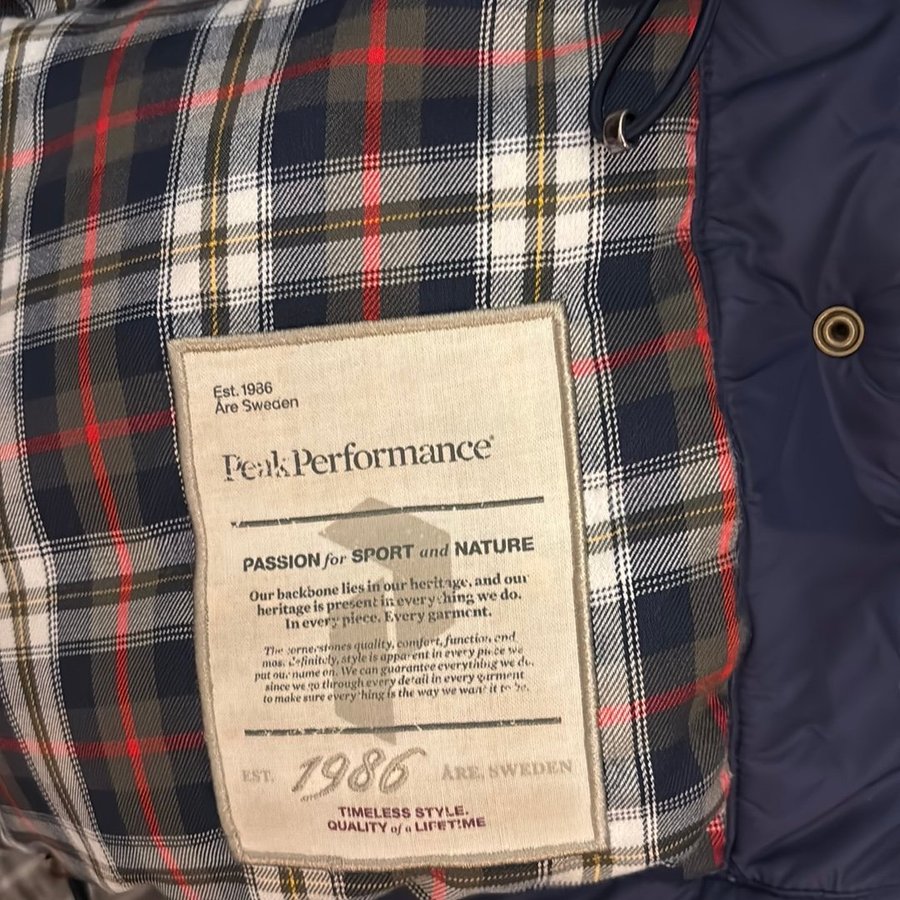 Est. 1986
Åre Sweden
Peak Performance®
PASSION for SPORT and NATURE
Our backbone lies in our heritage, and our
heritage is present in everything we do.
In every piece. Every garment.
The cornerstones quality, comfort, function and
most definitely, style is apparent in every piece we
put our name on. We can guarantee everything we do,
since we go through every detail in every garment
to make sure everything is the way we want it to be.
EST. 1986 ÅRE, SWEDEN
TIMELESS STYLE.
QUALITY of a LIFETIME